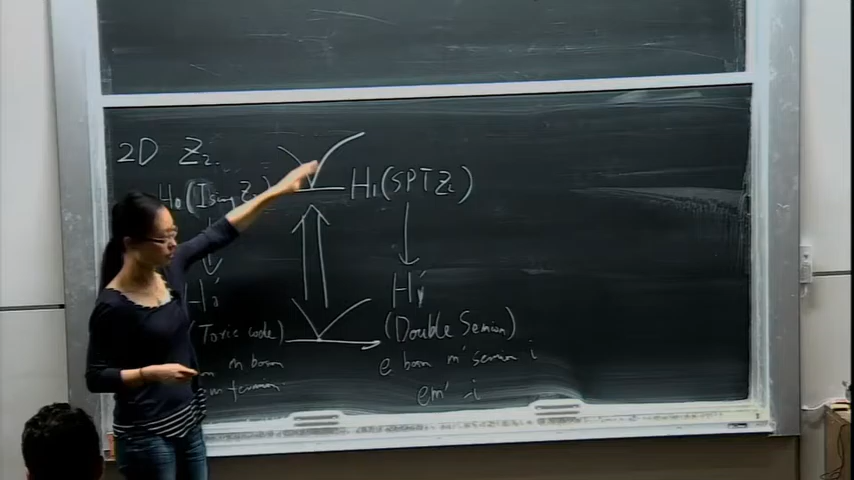 2D Z₂
H₀(Ising Z₂) H₁(SPT Z₂)
H₀' H₁'
(Toric code) (Double Semion)
m boson e boson m' semion i
em fermion em' -i